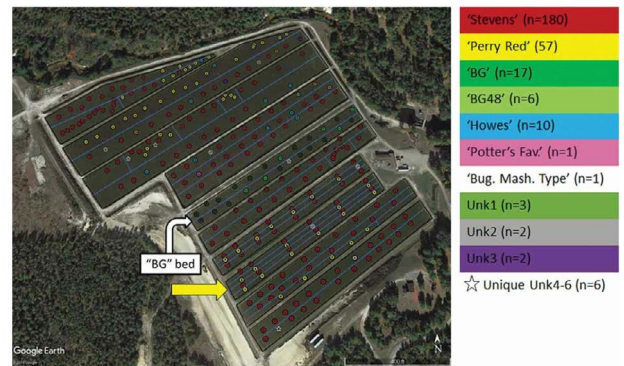 'Stevens' (n=180)
'Perry Red' (57)
'BG' (n=17)
'BG48' (n=6)
'Howes' (n=10)
'Potter's Fav.' (n=1)
'Bug. Mash. Type' (n=1)
Unk1 (n=3)
Unk2 (n=2)
Unk3 (n=2)
☆ Unique Unk4-6 (n=6)
"BG" bed
Google Earth
N